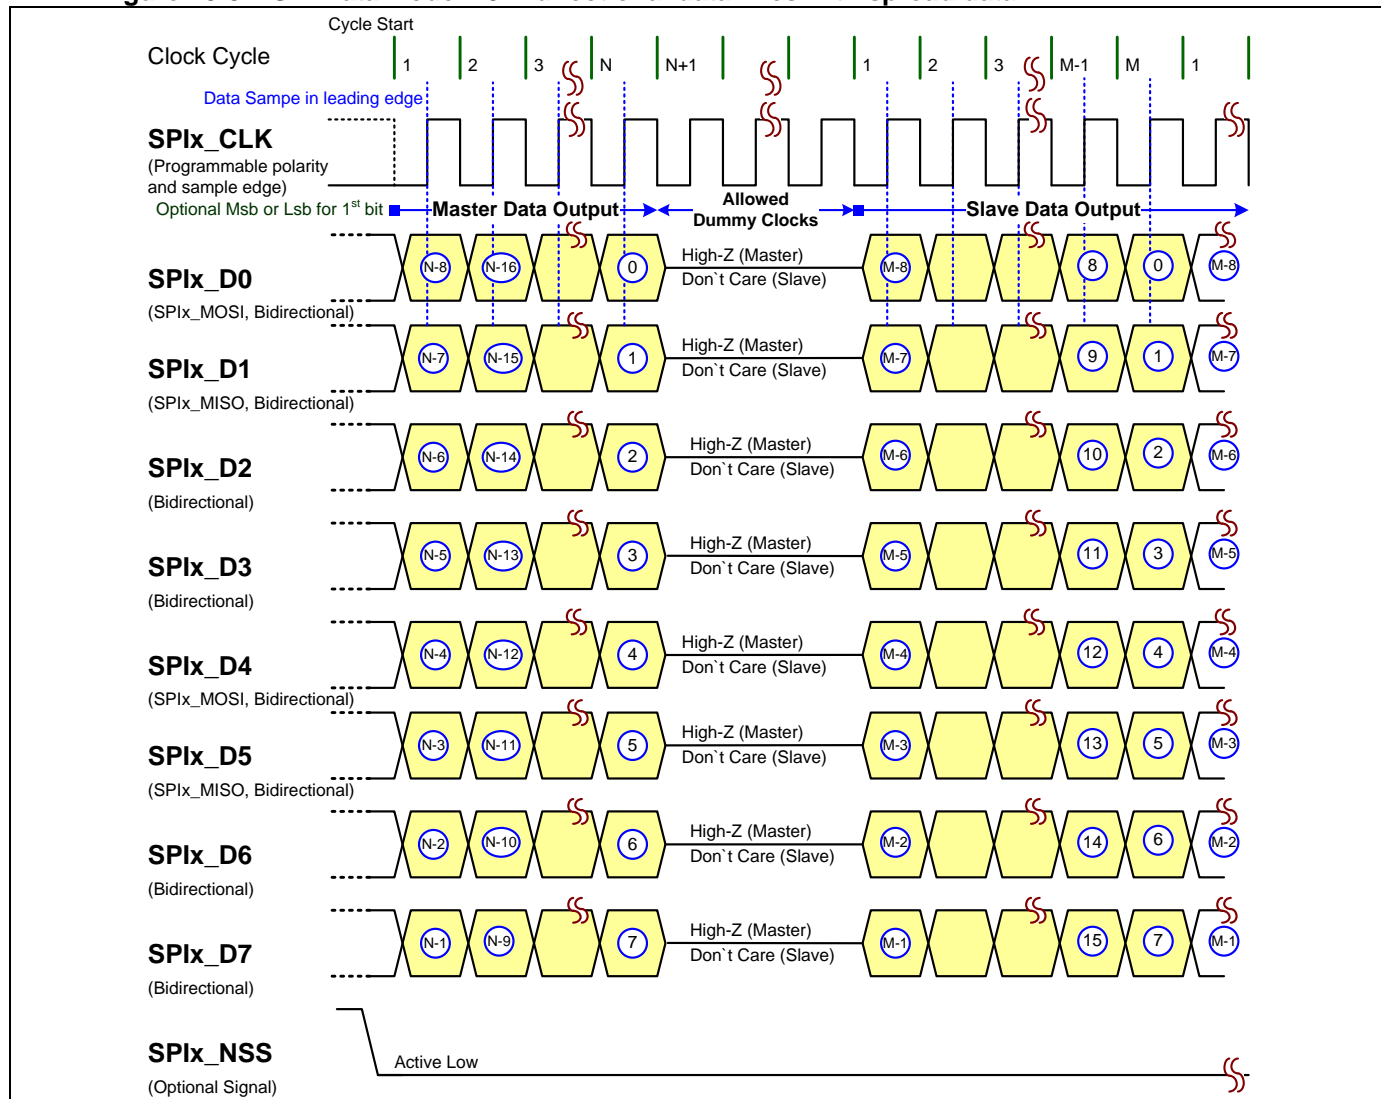 Cycle Start
Clock Cycle
1 2 3 N N+1 1 2 3 M-1 M 1
Data Sampe in leading edge
SPIx_CLK
(Programmable polarity
and sample edge)
Optional Msb or Lsb for 1st bit
Master Data Output
Allowed
Dummy Clocks
Slave Data Output
SPIx_D0
(SPIx_MOSI, Bidirectional)
N-8 N-16 0
High-Z (Master)
Don`t Care (Slave)
M-8 8 0 M-8
SPIx_D1
(SPIx_MISO, Bidirectional)
N-7 N-15 1
High-Z (Master)
Don`t Care (Slave)
M-7 9 1 M-7
SPIx_D2
(Bidirectional)
N-6 N-14 2
High-Z (Master)
Don`t Care (Slave)
M-6 10 2 M-6
SPIx_D3
(Bidirectional)
N-5 N-13 3
High-Z (Master)
Don`t Care (Slave)
M-5 11 3 M-5
SPIx_D4
(SPIx_MOSI, Bidirectional)
N-4 N-12 4
High-Z (Master)
Don`t Care (Slave)
M-4 12 4 M-4
SPIx_D5
(SPIx_MISO, Bidirectional)
N-3 N-11 5
High-Z (Master)
Don`t Care (Slave)
M-3 13 5 M-3
SPIx_D6
(Bidirectional)
N-2 N-10 6
High-Z (Master)
Don`t Care (Slave)
M-2 14 6 M-2
SPIx_D7
(Bidirectional)
N-1 N-9 7
High-Z (Master)
Don`t Care (Slave)
M-1 15 7 M-1
SPIx_NSS
(Optional Signal)
Active Low